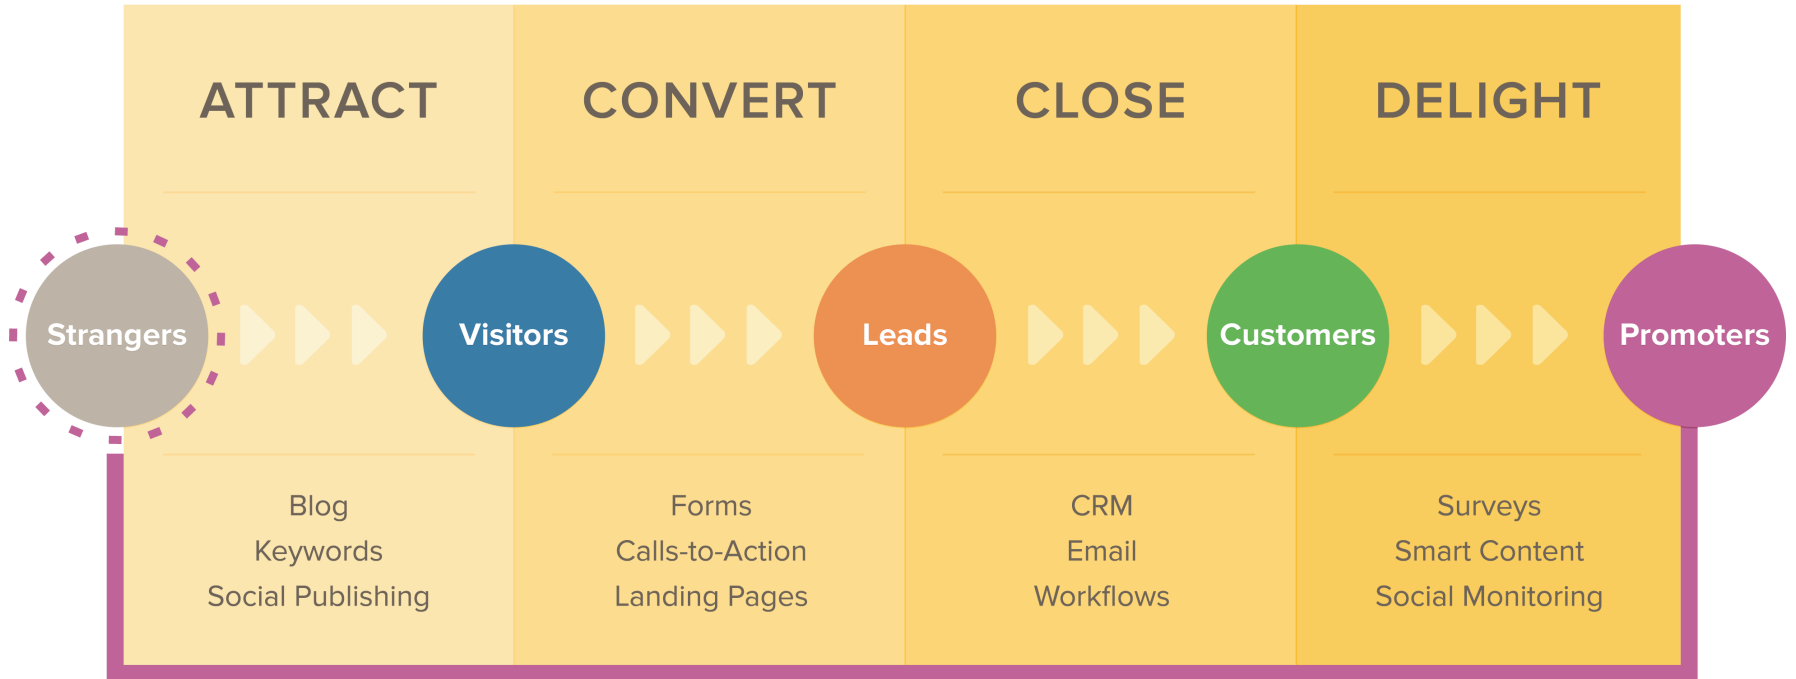 ATTRACT
CONVERT
CLOSE
DELIGHT
Strangers
Visitors
Leads
Customers
Promoters
Blog
Keywords
Social Publishing
Forms
Calls-to-Action
Landing Pages
CRM
Email
Workflows
Surveys
Smart Content
Social Monitoring